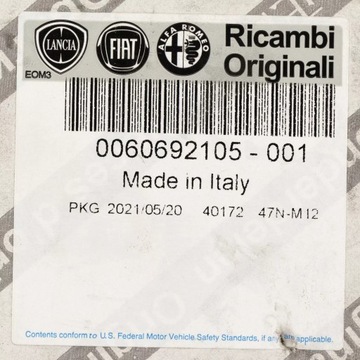 LANCIA
FIAT
ALFA ROMEO
Ricambi
Originali
EOM3
0060692105 - 001
Made in Italy
PKG 2021/05/20 40172 47N-M12
Contents conform to U.S. Federal Motor Vehicle Safety Standards, if any are applicable.